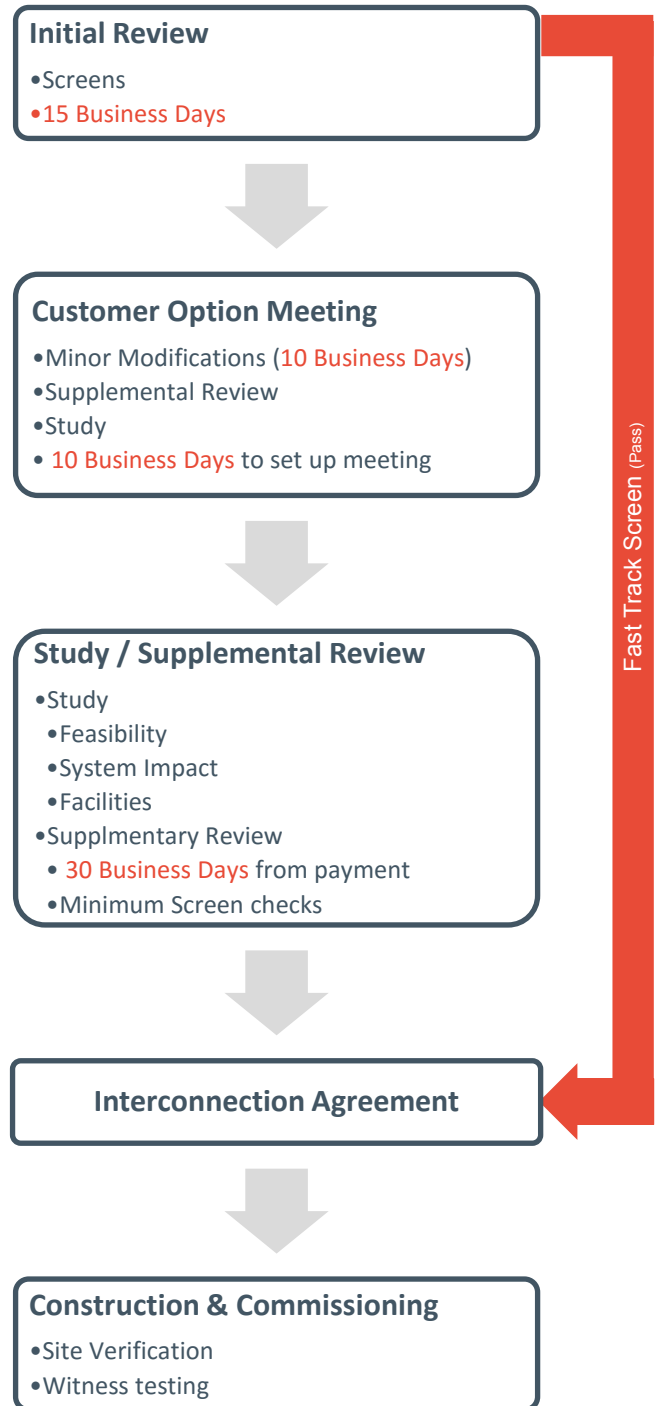 Initial Review
•Screens
•15 Business Days
Customer Option Meeting
•Minor Modifications (10 Business Days)
•Supplemental Review
•Study
• 10 Business Days to set up meeting
Fast Track Screen (Pass)
Study / Supplemental Review
•Study
•Feasibility
•System Impact
•Facilities
•Supplmentary Review
• 30 Business Days from payment
•Minimum Screen checks
Interconnection Agreement
Construction & Commissioning
•Site Verification
•Witness testing